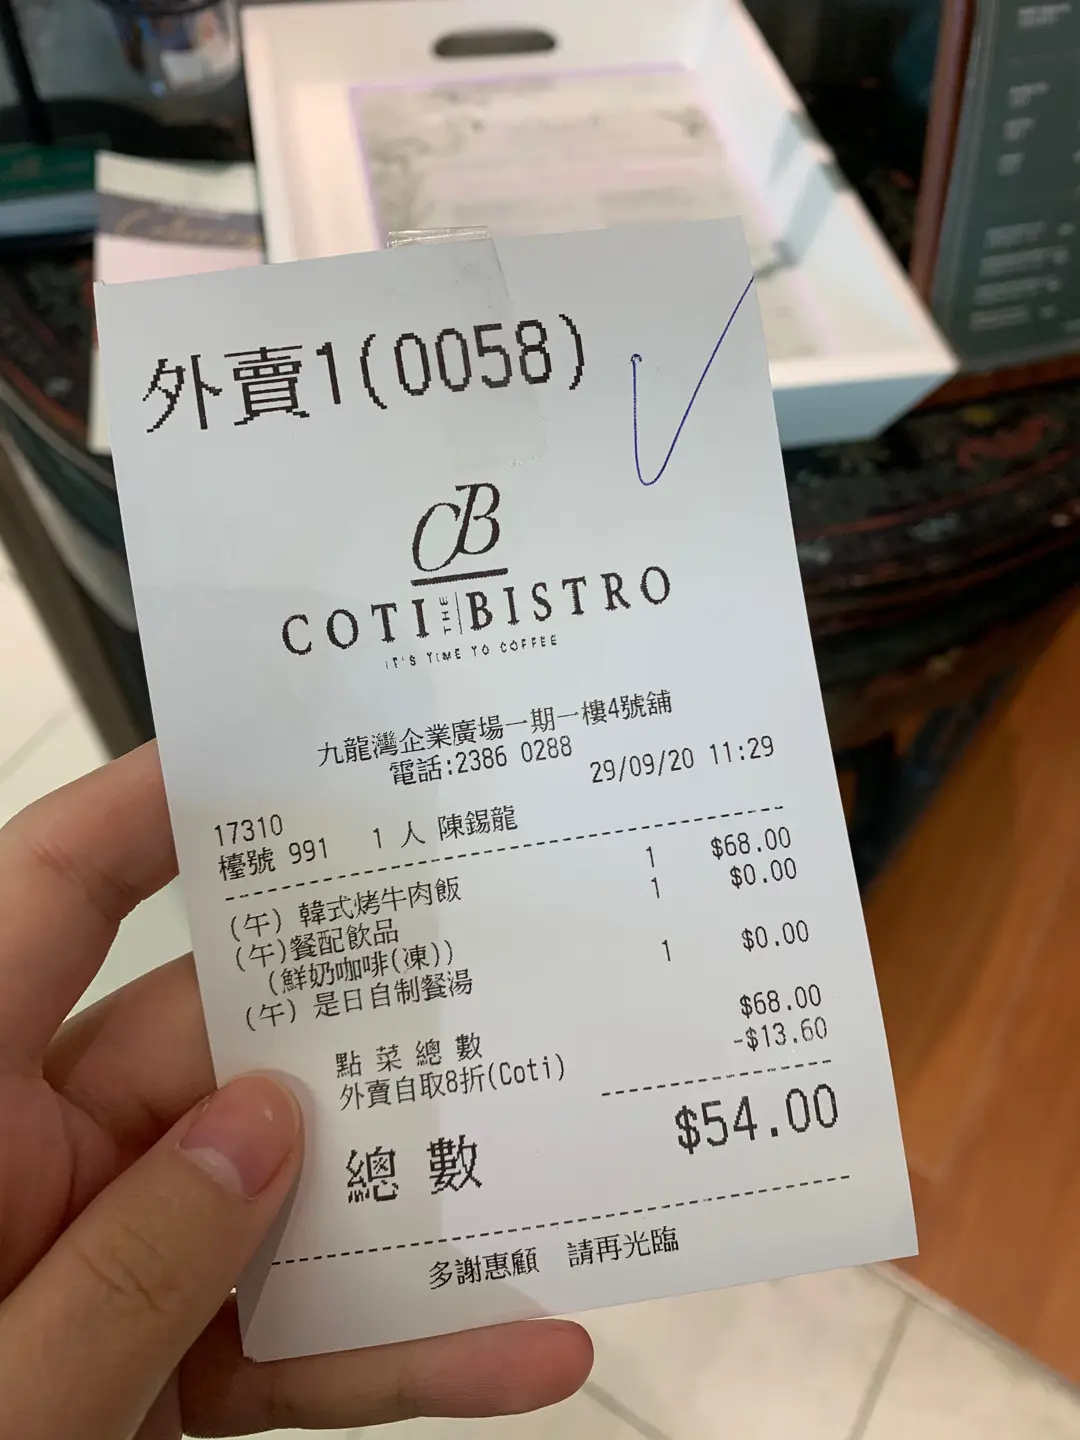 外賣1(0058)
CB
COTI THE BISTRO
IT'S TIME TO COFFEE
九龍灣企業廣場一期一樓4號舖
電話:2386 0288
29/09/20 11:29
17310
檯號 991 1 人 陳錫龍
(午) 韓式烤牛肉飯 1 $68.00
(午)餐配飲品 1 $0.00
(鮮奶咖啡(凍))
(午) 是日自制餐湯 1 $0.00
點菜總數 $68.00
外賣自取8折(Coti) -$13.60
總數 $54.00
多謝惠顧 請再光臨